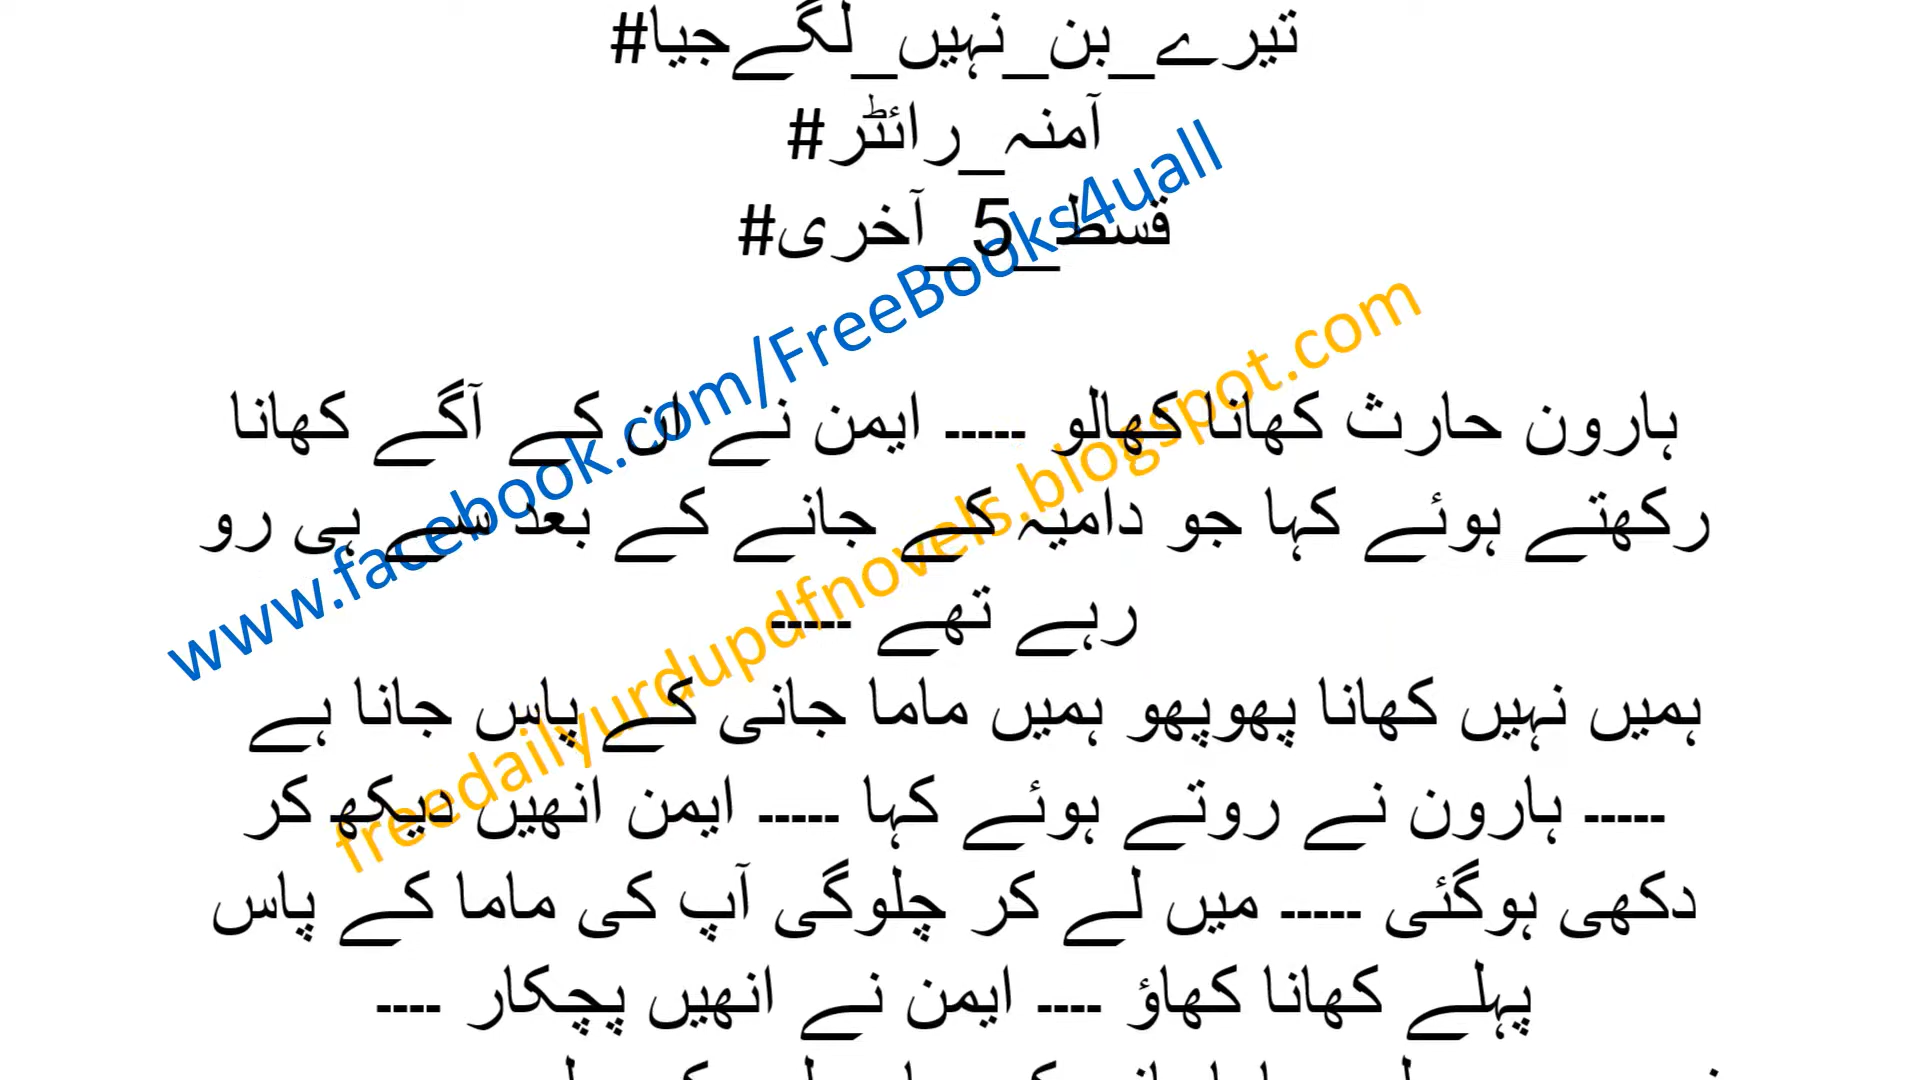 #تیرے_بن_نہیں_لگےجیا
#آمنہ_رائٹر
#قسط_5_آخری
www.facebook.com/FreeBooks4uall
freedailyurdupdfnovels.blogspot.com
ہارون حارث کھانا کھالو ----- ایمن نے ان کے آگے کھانا
رکھتے ہوئے کہا جو دامیہ کے جانے کے بعد سے ہی رو
رہے تھے -----
ہمیں نہیں کھانا پھوپھو ہمیں ماما جانی کے پاس جانا ہے
----- ہارون نے روتے ہوئے کہا ----- ایمن انھیں دیکھ کر
دکھی ہوگئی ----- میں لے کر چلوگی آپ کی ماما کے پاس
پہلے کھانا کھاؤ ---- ایمن نے انھیں پچکار ----